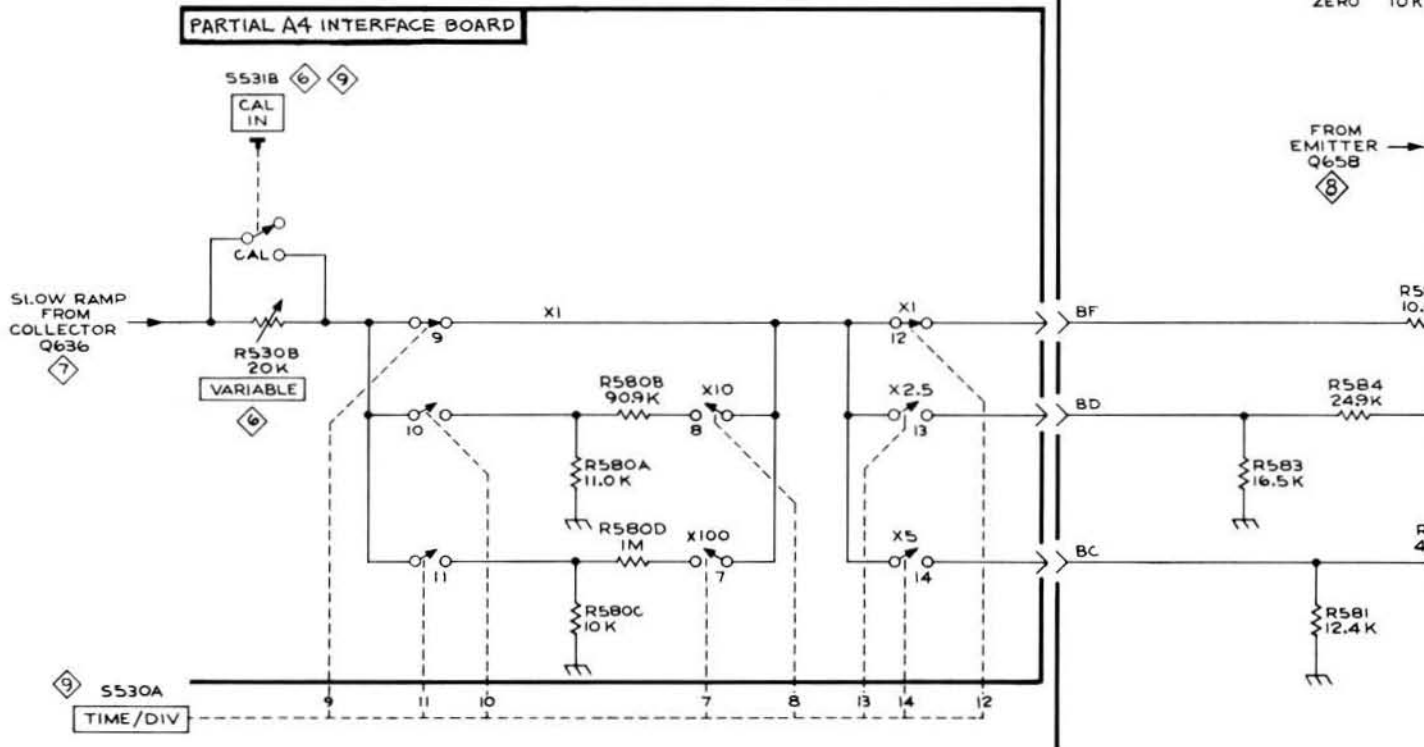 PARTIAL A4 INTERFACE BOARD
ZERO 10K
S531B 6 9
CAL
IN
FROM
EMITTER
Q658
8
CAL
SLOW RAMP
FROM
COLLECTOR
Q636
7
R530B
20K
VARIABLE
6
9
X1
X1
12
BF
10
R580B
90.9K
X10
8
X2.5
13
BD
R584
24.9K
R580A
11.0K
R583
16.5K
11
R580D
1M
X100
7
X5
14
BC
R580C
10K
R581
12.4K
9 S530A
TIME/DIV
9 11 10 7 8 13 14 12